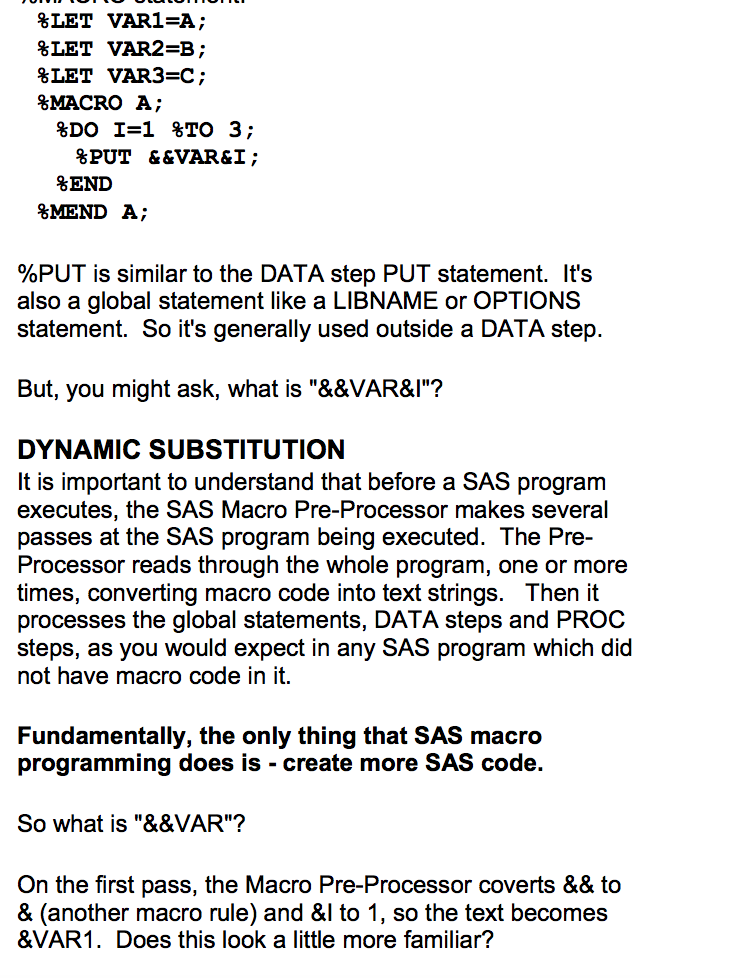 %LET VAR1=A;
%LET VAR2=B;
%LET VAR3=C;
%MACRO A;
%DO I=1 %TO 3;
%PUT &&VAR&I;
%END
%MEND A;
%PUT is similar to the DATA step PUT statement.  It's
also a global statement like a LIBNAME or OPTIONS
statement.  So it's generally used outside a DATA step.
But, you might ask, what is "&&VAR&I"?
DYNAMIC SUBSTITUTION
It is important to understand that before a SAS program
executes, the SAS Macro Pre-Processor makes several
passes at the SAS program being executed.  The Pre-
Processor reads through the whole program, one or more
times, converting macro code into text strings.   Then it
processes the global statements, DATA steps and PROC
steps, as you would expect in any SAS program which did
not have macro code in it.
Fundamentally, the only thing that SAS macro
programming does is - create more SAS code.
So what is "&&VAR"?
On the first pass, the Macro Pre-Processor coverts && to
& (another macro rule) and &I to 1, so the text becomes
&VAR1.  Does this look a little more familiar?